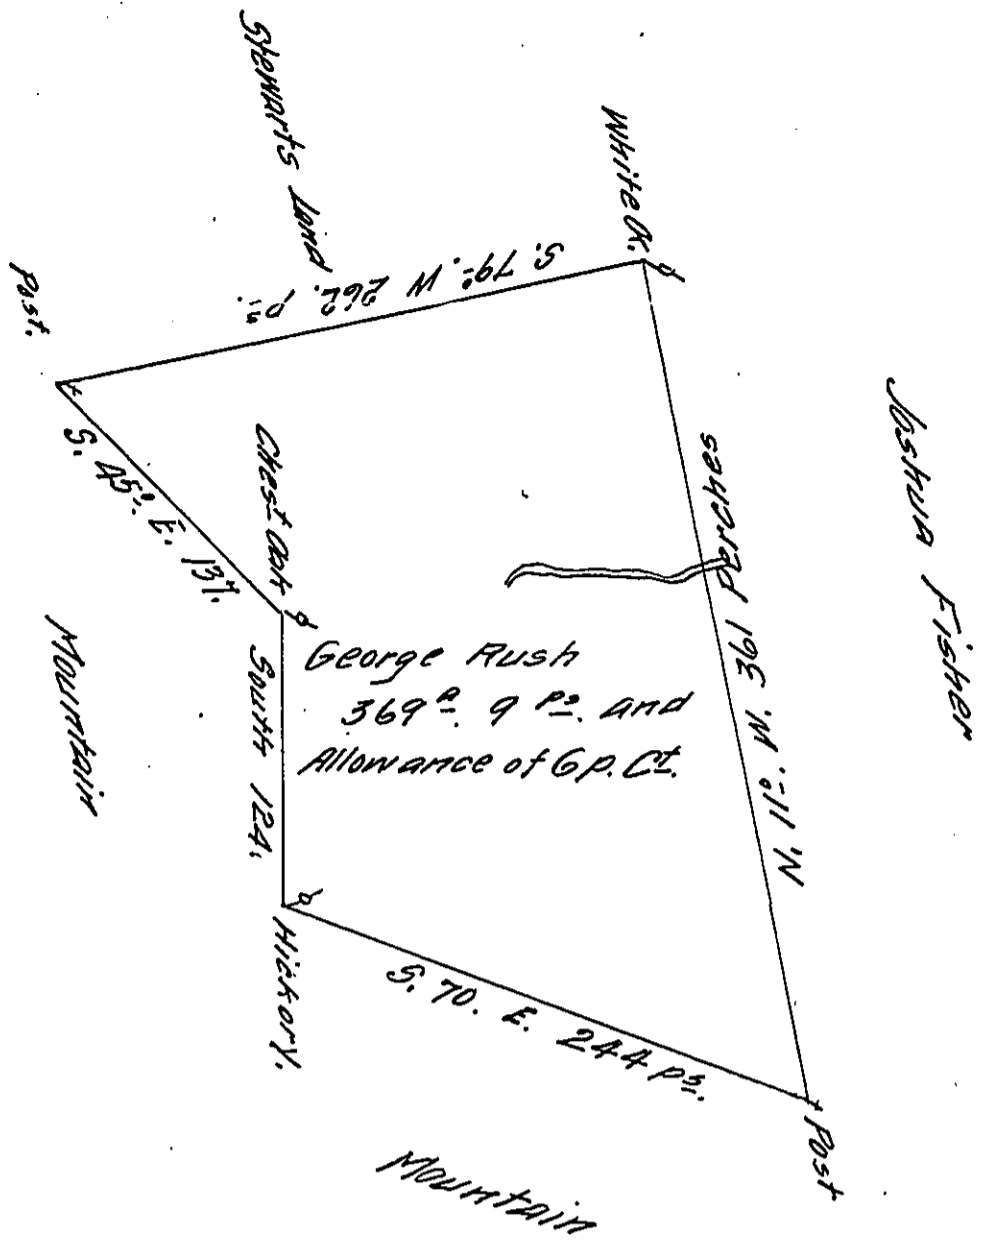 Stewarts Land
White O.
Joshua Fisher
S. 79°. W 262. ps.
Post.
N. 11°. W. 361 Perches
S. 45°. E. 137.
Chest. Oak
South 124.
George Rush
369 a. 9 ps. and
Allowance of 6 p. Ct.
Mountain
Hickory.
S. 70. E. 244 ps.
Post
Mountain